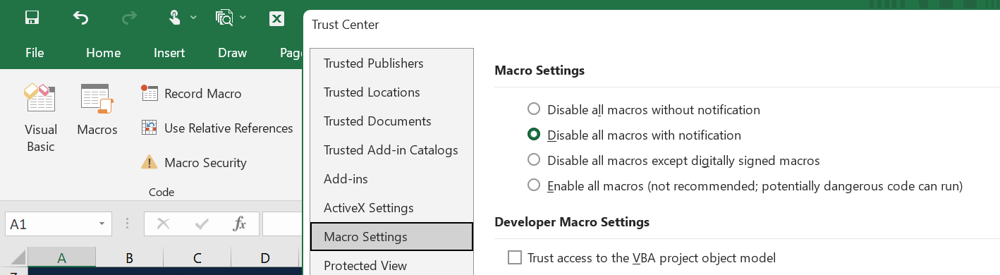 Trust Center
File
Home
Insert
Draw
Visual
Basic
Macros
Record Macro
Use Relative References
Macro Security
Code
A1
fx
A
B
C
D
Trusted Publishers
Trusted Locations
Trusted Documents
Trusted Add-in Catalogs
Add-ins
ActiveX Settings
Macro Settings
Protected View
Macro Settings
Disable all macros without notification
Disable all macros with notification
Disable all macros except digitally signed macros
Enable all macros (not recommended; potentially dangerous code can run)
Developer Macro Settings
Trust access to the VBA project object model